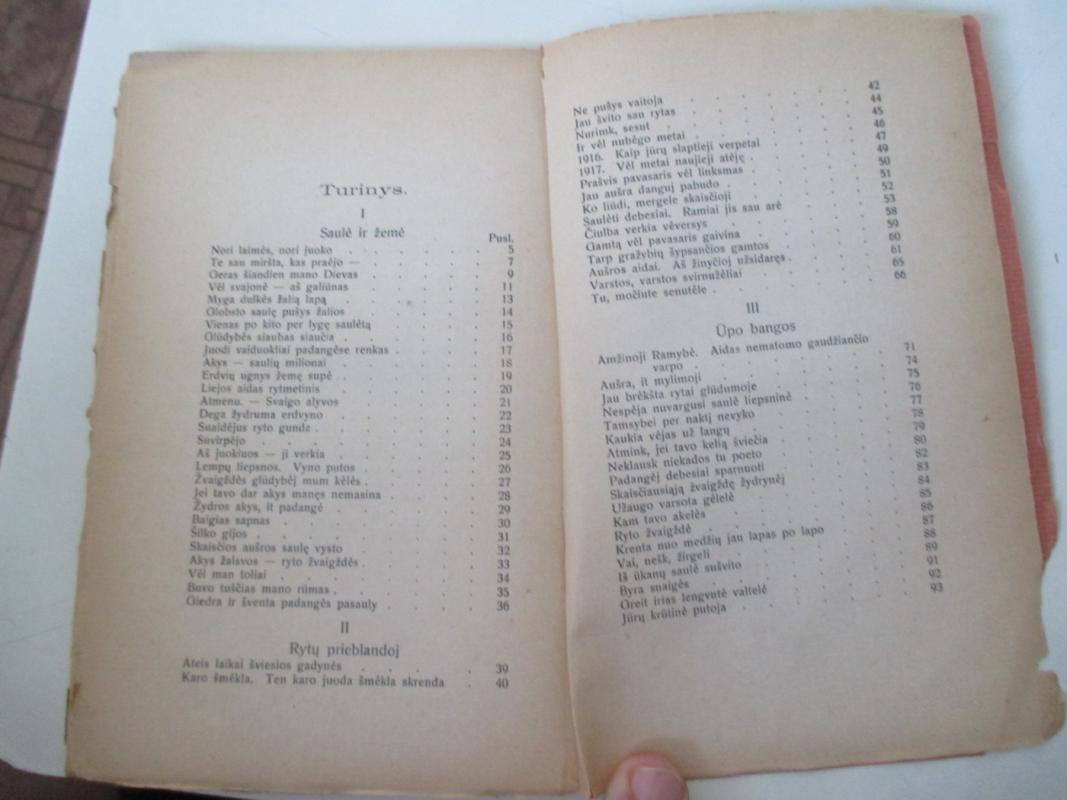 Turinys.
I
Saulė ir žemė
Pusl.
Nori laimės, nori juoko . . . . . 5
Te sau miršta, kas praėjo — . . . . 7
Geras šiandien mano Dievas . . . . 9
Vėl svajonė — aš galiūnas . . . . 11
Myga dulkės žalią lapą . . . . 13
Globsto saulę pušys žalios . . . . 14
Vienas po kito per lygę saulėtą . . . . 15
Glūdybės siaubas siaučia . . . . 16
Juodi vaiduokliai padangėse renkas . . . . 17
Akys — saulių milionai . . . . 18
Erdvių ugnys žemę supė . . . . 19
Liejos aidas rytmetinis . . . . 20
Atmenu. — Svaigo alyvos . . . . 21
Dega žydruma erdvyno . . . . 22
Suaidėjus ryto gunda . . . . . 23
Suvirpėjo . . . . . . 24
Aš juokiuos — ji verkia . . . . 25
Lempų liepsnos. Vyno putos . . . . 26
Žvaigždės glūdybėj mum kėlės . . . . 27
Jei tavo dar akys manęs nemasina . . . . 28
Žydros akys, it padangė . . . . 29
Baigias sapnas . . . . . . 30
Šilko gijos . . . . . . . 31
Skaisčios aušros saulę vysto . . . . 32
Akys žalsvos — ryto žvaigždės . . . . 33
Vėl man toliai . . . . . . 34
Buvo tuščias mano rūmas . . . . . 35
Giedra ir šventa padangės pasauly . . . . 36
II
Rytų prieblandoj
Ateis laikai šviesios gadynės . . . . . 39
Karo šmėkla. Ten karo juoda šmėkla skrenda . 40
Ne pušys vaitoja . . . . . . 42
Jau švito sau rytas . . . . . . 44
Nurimk, sesut . . . . . . 45
Ir vėl nubėgo metai . . . . . . 46
1916. Kaip jūrų slaptieji verpetai . . . . 47
1917. Vėl metai naujieji atėję . . . . . 49
Prašvis pavasaris vėl linksmas . . . . 50
Jau aušra danguj pabudo . . . . . 51
Ko liūdi, mergele skaisčioji . . . . 52
Saulėti debesiai. Ramiai jis sau arė . . . . 53
Čiulba verkia vėversys . . . . . 58
Gamtą vėl pavasaris gaivina . . . . 59
Tarp gražybių šypsančios gamtos . . . . 60
Aušros aidai. Aš žinyčioj užsidaręs . . . . 61
Varstos, varstos svirnužėliai . . . . 65
Tu, močiute senutėle . . . . . . 66
III
Ūpo bangos
Amžinoji Ramybė. Aidas nematomo gaudžiančio
varpo . . . . . . . 71
Aušra, it mylimoji . . . . . . 74
Jau brėkšta rytai glūdumoje . . . . 75
Nespėja nuvargusi saulė liepsninė . . . . 76
Tamsybei per naktį nevyko . . . . 77
Kaukia vėjas už langų . . . . . 78
Atmink, jei tavo kelią šviečia . . . . 79
Neklausk niekados tu poeto . . . . 80
Padangėj debesiai sparnuoti . . . . 82
Skaisčiausiąją žvaigždę žydrynėj . . . . 83
Užaugo varsota gėlelė . . . . . 84
Kam tavo akelės . . . . . . 85
Ryto žvaigždė . . . . . . . 86
Krenta nuo medžių jau lapas po lapo . . . . 87
Vai, nešk, žirgeli . . . . . . 88
Iš ūkanų saulė sušvito . . . . . 89
Byra snaigės . . . . . . . 91
Greit irias lengvutė valtelė . . . . 92
Jūrų krūtinė putoja . . . . . . 93